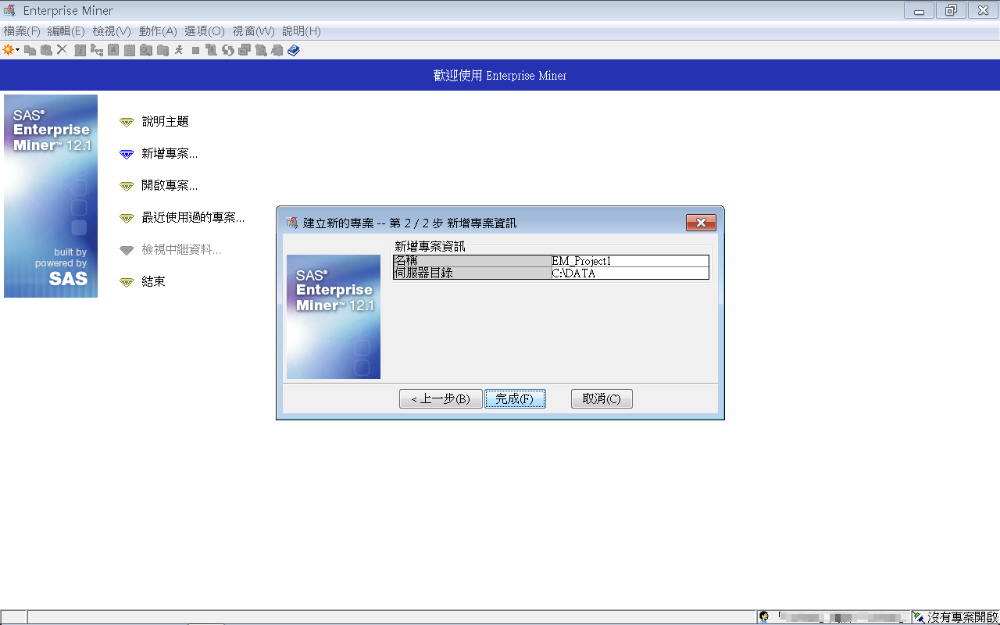 Enterprise Miner
檔案(F) 編輯(E) 檢視(V) 動作(A) 選項(O) 視窗(W) 說明(H)
歡迎使用 Enterprise Miner
SAS®
Enterprise
Miner™ 12.1
built by
powered by
SAS
說明主題
新增專案...
開啟專案...
最近使用過的專案...
檢視中繼資料...
結束
建立新的專案 -- 第 2 / 2 步 新增專案資訊
SAS®
Enterprise
Miner™ 12.1
新增專案資訊
名稱 EM_Project1
伺服器目錄 C:\DATA
< 上一步(B) 完成(F) 取消(C)
沒有專案開啟